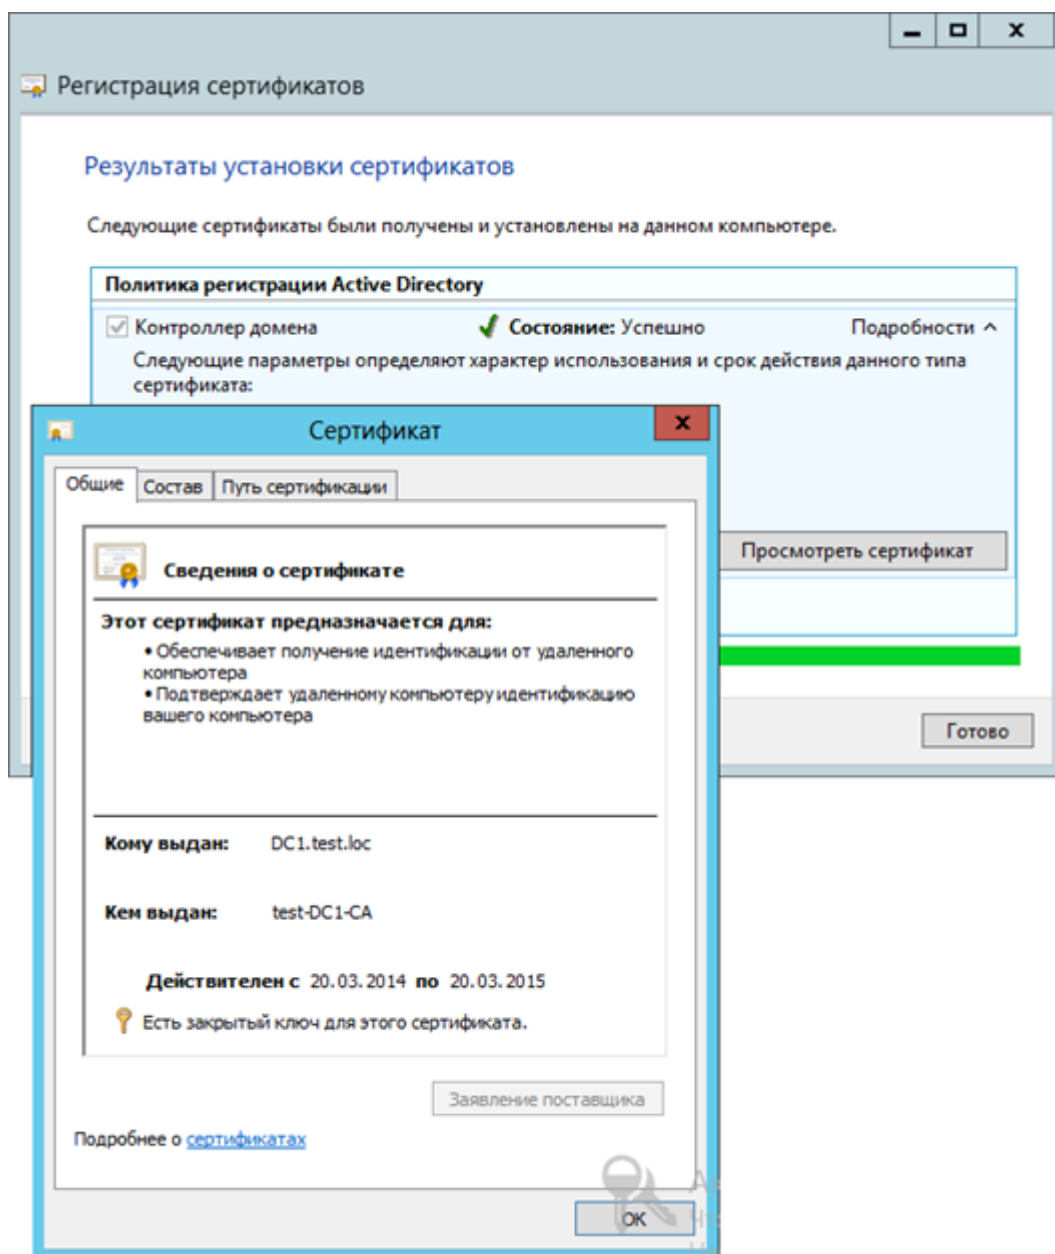 Регистрация сертификатов
Результаты установки сертификатов
Следующие сертификаты были получены и установлены на данном компьютере.
Политика регистрации Active Directory
Контроллер домена Состояние: Успешно Подробности
Следующие параметры определяют характер использования и срок действия данного типа
сертификата:
Просмотреть сертификат
Готово
Сертификат
Общие Состав Путь сертификации
Сведения о сертификате
Этот сертификат предназначается для:
• Обеспечивает получение идентификации от удаленного
компьютера
• Подтверждает удаленному компьютеру идентификацию
вашего компьютера
Кому выдан: DC1.test.loc
Кем выдан: test-DC1-CA
Действителен с 20.03.2014 по 20.03.2015
Есть закрытый ключ для этого сертификата.
Заявление поставщика
Подробнее о сертификатах
ОК